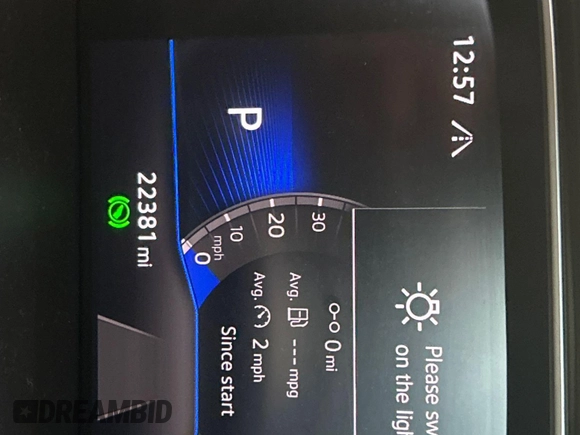 12:57
P
Please sw
on the ligh
30
20
10
mph
0
0 mi
Avg. --- mpg
Avg. 2 mph
Since start
22381 mi
DREAMBID